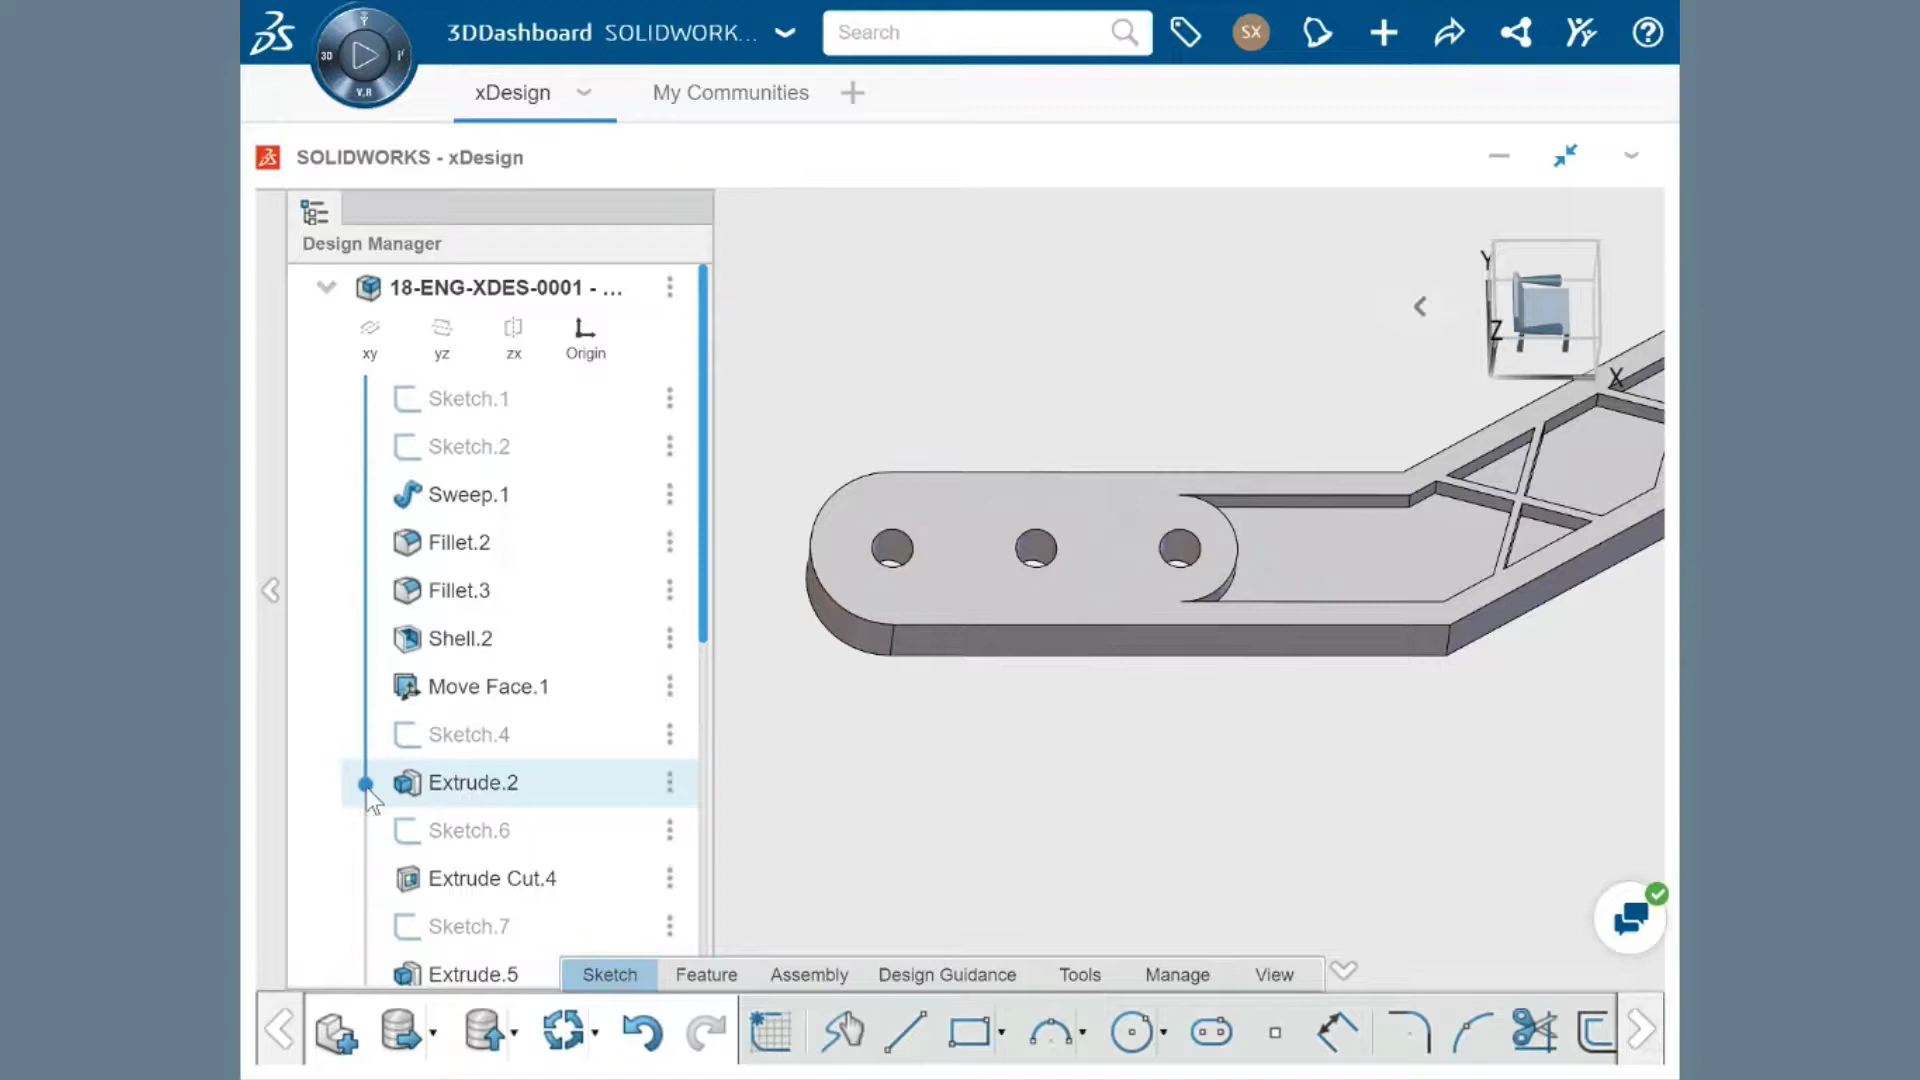 3DDashboard SOLIDWORK... Search SX
3D V.R
xDesign My Communities
SOLIDWORKS - xDesign
Design Manager
18-ENG-XDES-0001 - ...
xy yz zx Origin
Sketch.1
Sketch.2
Sweep.1
Fillet.2
Fillet.3
Shell.2
Move Face.1
Sketch.4
Extrude.2
Sketch.6
Extrude Cut.4
Sketch.7
Extrude.5
Y
Z
X
Sketch Feature Assembly Design Guidance Tools Manage View